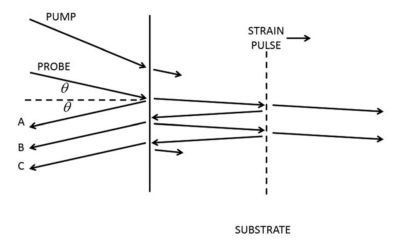 PUMP
STRAIN
PULSE
PROBE
θ
θ
A
B
C
SUBSTRATE